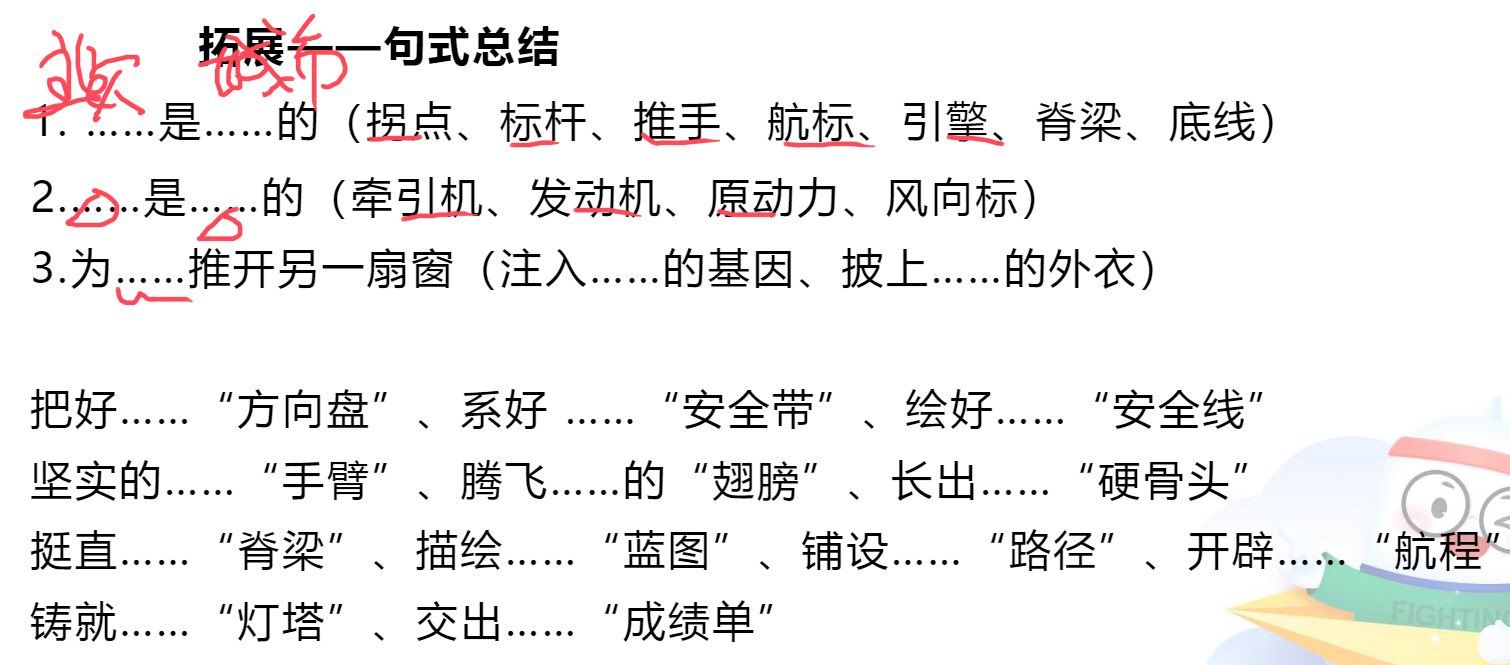 拓展——句式总结
1. ……是……的（拐点、标杆、推手、航标、引擎、脊梁、底线）
2.……是……的（牵引机、发动机、原动力、风向标）
3.为……推开另一扇窗（注入……的基因、披上……的外衣）
把好……“方向盘”、系好 ……“安全带”、绘好……“安全线”
坚实的……“手臂”、腾飞……的“翅膀”、长出……“硬骨头”
挺直……“脊梁”、描绘……“蓝图”、铺设……“路径”、开辟……“航程”
铸就……“灯塔”、交出……“成绩单”
FIGHTING